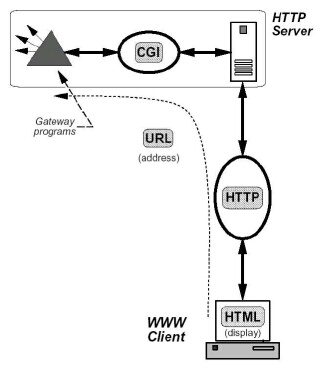 HTTP
Server
CGI
Gateway
programs
URL
(address)
HTTP
WWW
Client
HTML
(display)